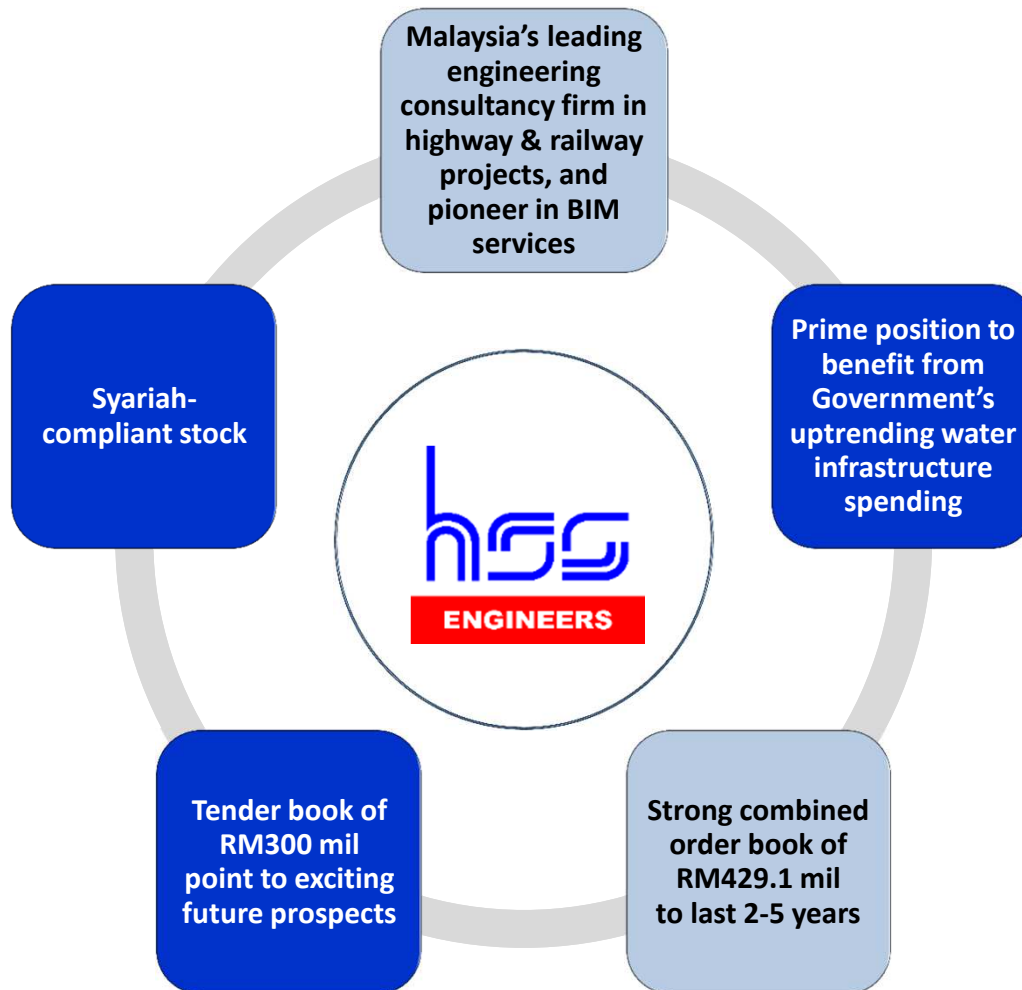 Malaysia’s leading
engineering
consultancy firm in
highway & railway
projects, and
pioneer in BIM
services
Prime position to
benefit from
Government’s
uptrending water
infrastructure
spending
Strong combined
order book of
RM429.1 mil
to last 2-5 years
Tender book of
RM300 mil
point to exciting
future prospects
Syariah-
compliant stock
hss
ENGINEERS